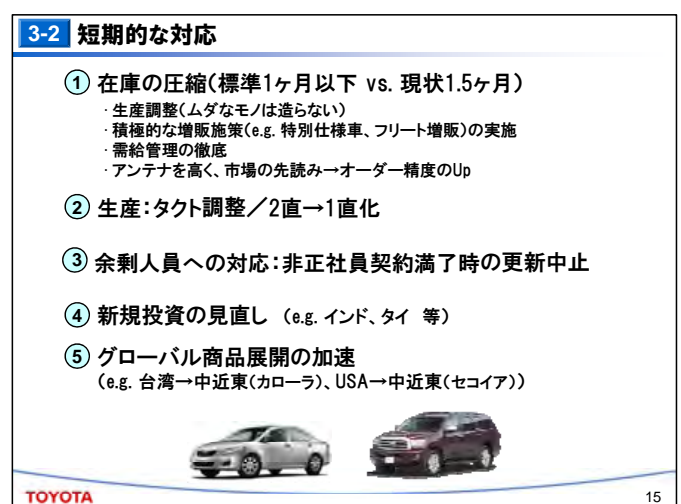 3-2 短期的な対応
① 在庫の圧縮（標準1ヶ月以下 vs. 現状1.5ヶ月）
・生産調整（ムダなモノは造らない）
・積極的な増販施策（e.g. 特別仕様車、フリート増販）の実施
・需給管理の徹底
・アンテナを高く、市場の先読み→オーダー精度のUp
② 生産：タクト調整／2直→1直化
③ 余剰人員への対応：非正社員契約満了時の更新中止
④ 新規投資の見直し （e.g. インド、タイ 等）
⑤ グローバル商品展開の加速
（e.g. 台湾→中近東（カローラ）、USA→中近東（セコイア））
TOYOTA 15